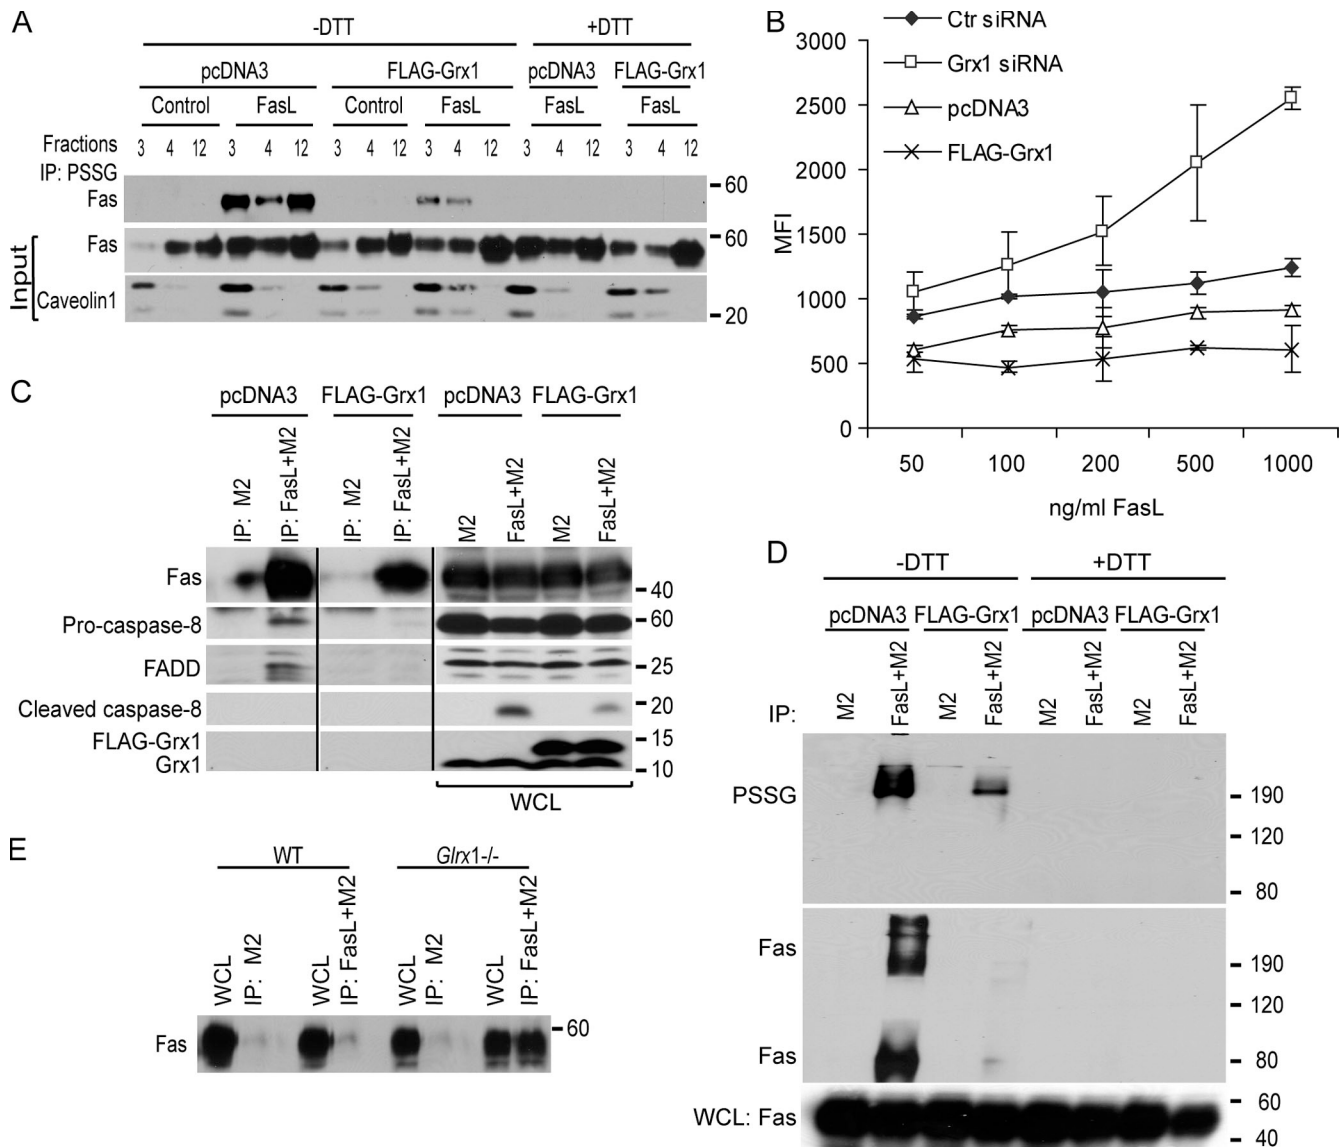 A
-DTT +DTT
pcDNA3 FLAG-Grx1 pcDNA3 FLAG-Grx1
Control FasL Control FasL FasL FasL
Fractions 3 4 12 3 4 12 3 4 12 3 4 12 3 4 12 3 4 12
IP: PSSG
Fas 60
Input
Fas 60
Caveolin1 20
B
Ctr siRNA
Grx1 siRNA
pcDNA3
FLAG-Grx1
MFI
3000
2500
2000
1500
1000
500
0
50 100 200 500 1000
ng/ml FasL
C
pcDNA3 FLAG-Grx1 pcDNA3 FLAG-Grx1
IP: M2 IP: FasL+M2 IP: M2 IP: FasL+M2 M2 FasL+M2 M2 FasL+M2
Fas 40
Pro-caspase-8 60
FADD 25
Cleaved caspase-8 20
FLAG-Grx1 15
Grx1 10
WCL
D
-DTT +DTT
pcDNA3 FLAG-Grx1 pcDNA3 FLAG-Grx1
IP: M2 FasL+M2 M2 FasL+M2 M2 FasL+M2 M2 FasL+M2
PSSG 190
120
80
Fas 190
120
Fas 80
WCL: Fas 60
40
E
WT Glrx1-/-
WCL IP: M2 WCL IP: FasL+M2 WCL IP: M2 WCL IP: FasL+M2
Fas 60